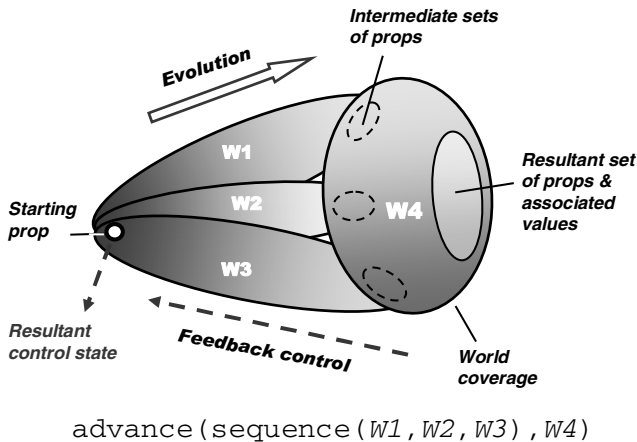 Intermediate sets
of props
Evolution
W1
Resultant set
of props &
associated
values
W2
W4
Starting
prop
W3
Resultant
control state
Feedback control
World
coverage
advance(sequence(W1,W2,W3),W4)